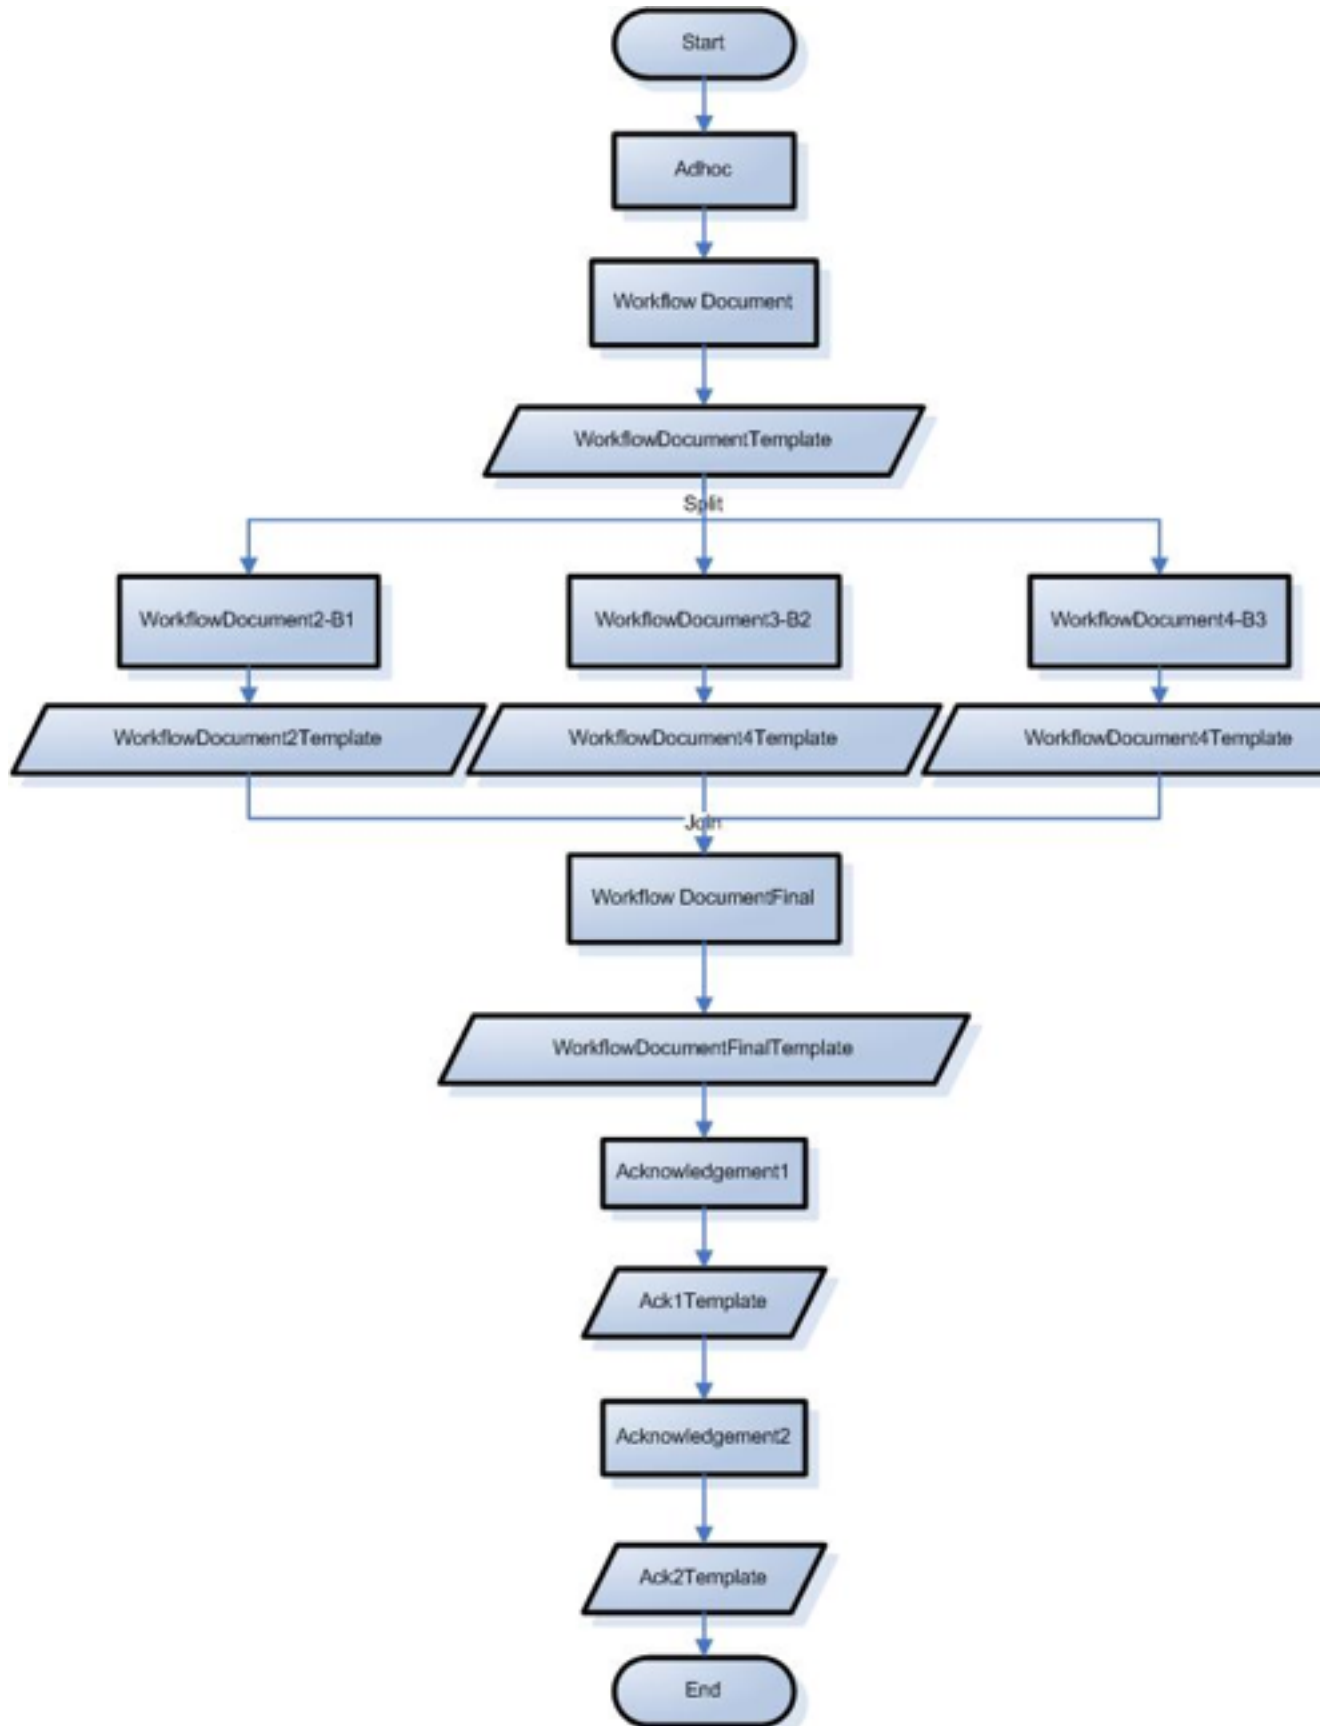 Start
Adhoc
Workflow Document
WorkflowDocumentTemplate
Split
WorkflowDocument2-B1
WorkflowDocument3-B2
WorkflowDocument4-B3
WorkflowDocument2Template
WorkflowDocument4Template
WorkflowDocument4Template
Join
Workflow DocumentFinal
WorkflowDocumentFinalTemplate
Acknowledgement1
Ack1Template
Acknowledgement2
Ack2Template
End